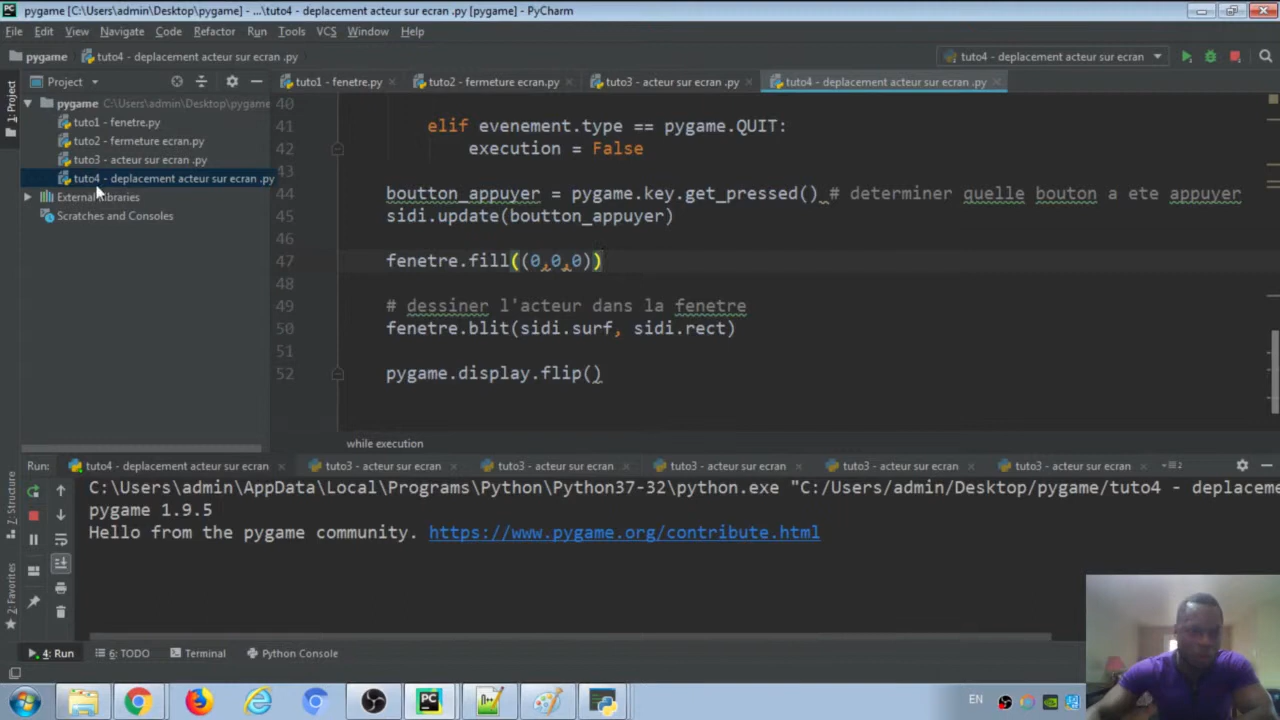 pygame [C:\Users\admin\Desktop\pygame] - ...\tuto4 - deplacement acteur sur ecran .py [pygame] - PyCharm
File Edit View Navigate Code Refactor Run Tools VCS Window Help
pygame tuto4 - deplacement acteur sur ecran .py tuto4 - deplacement acteur sur ecran
Project tuto1 - fenetre.py tuto2 - fermeture ecran.py tuto3 - acteur sur ecran .py tuto4 - deplacement acteur sur ecran .py
1: Project
pygame C:\Users\admin\Desktop\pygame
tuto1 - fenetre.py
tuto2 - fermeture ecran.py
tuto3 - acteur sur ecran .py
tuto4 - deplacement acteur sur ecran .py
External Libraries
Scratches and Consoles
40
41 elif evenement.type == pygame.QUIT:
42 execution = False
43
44 boutton_appuyer = pygame.key.get_pressed() # determiner quelle bouton a ete appuyer
45 sidi.update(boutton_appuyer)
46
47 fenetre.fill((0,0,0))
48
49 # dessiner l'acteur dans la fenetre
50 fenetre.blit(sidi.surf, sidi.rect)
51
52 pygame.display.flip()
while execution
Run: tuto4 - deplacement acteur sur ecran tuto3 - acteur sur ecran tuto3 - acteur sur ecran tuto3 - acteur sur ecran tuto3 - acteur sur ecran tuto3 - acteur sur ecran
C:\Users\admin\AppData\Local\Programs\Python\Python37-32\python.exe "C:/Users/admin/Desktop/pygame/tuto4 - deplaceme
pygame 1.9.5
Hello from the pygame community. https://www.pygame.org/contribute.html
7: Structure
2: Favorites
4: Run 6: TODO Terminal Python Console
EN